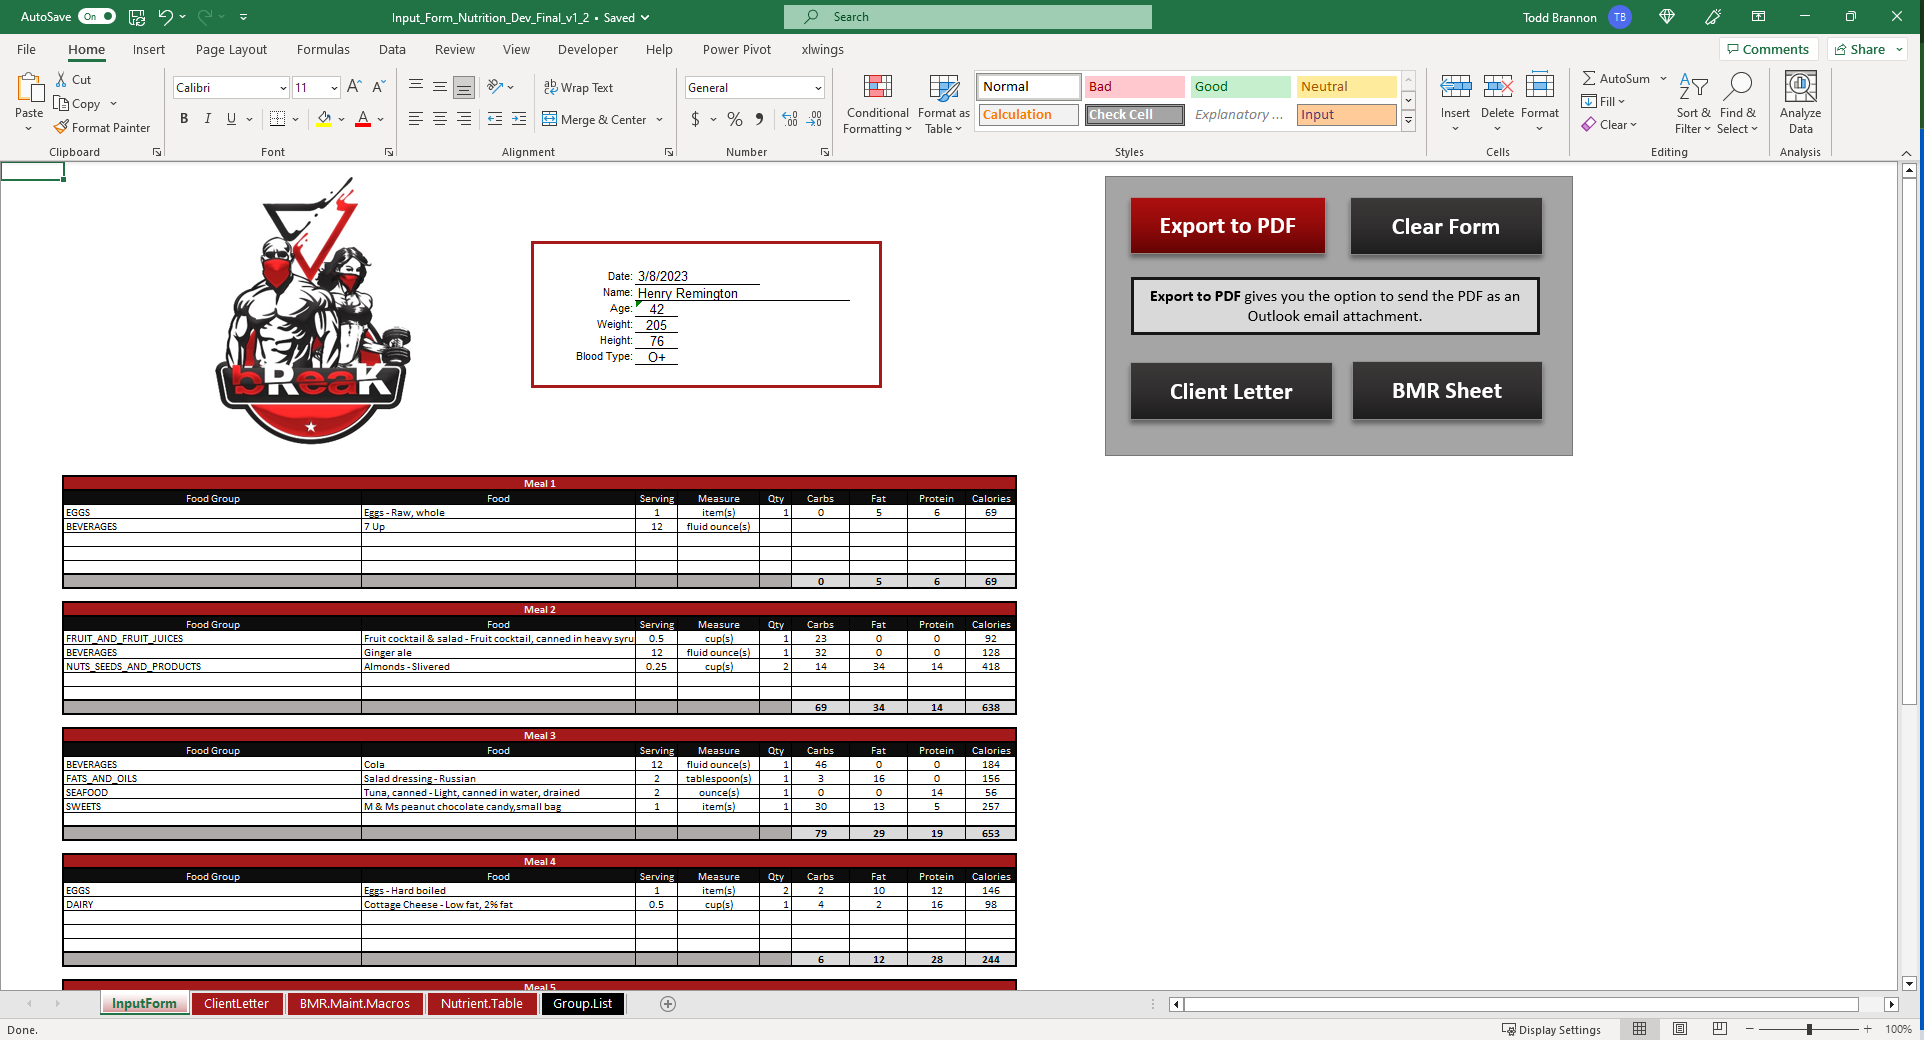 AutoSave On Input_Form_Nutrition_Dev_Final_v1_2 • Saved Search Todd Brannon TB
File Home Insert Page Layout Formulas Data Review View Developer Help Power Pivot xlwings Comments Share
Paste
Cut
Copy
Format Painter
Clipboard
Calibri 11
B I U
Font
Wrap Text
Merge & Center
Alignment
General
$ % 9
Number
Conditional Formatting
Format as Table
Normal Bad Good Neutral
Calculation Check Cell Explanatory ... Input
Styles
Insert Delete Format
Cells
AutoSum
Fill
Clear
Sort & Filter
Find & Select
Editing
Analyze Data
Analysis
bReaK
Date: 3/8/2023
Name: Henry Remington
Age: 42
Weight: 205
Height: 76
Blood Type: O+
Export to PDF Clear Form
Export to PDF gives you the option to send the PDF as an
Outlook email attachment.
Client Letter BMR Sheet
Meal 1
Food Group Food Serving Measure Qty Carbs Fat Protein Calories
EGGS Eggs - Raw, whole 1 item(s) 1 0 5 6 69
BEVERAGES 7 Up 12 fluid ounce(s)
0 5 6 69
Meal 2
Food Group Food Serving Measure Qty Carbs Fat Protein Calories
FRUIT_AND_FRUIT_JUICES Fruit cocktail & salad - Fruit cocktail, canned in heavy syru 0.5 cup(s) 1 23 0 0 92
BEVERAGES Ginger ale 12 fluid ounce(s) 1 32 0 0 128
NUTS_SEEDS_AND_PRODUCTS Almonds - Slivered 0.25 cup(s) 2 14 34 14 418
69 34 14 638
Meal 3
Food Group Food Serving Measure Qty Carbs Fat Protein Calories
BEVERAGES Cola 12 fluid ounce(s) 1 46 0 0 184
FATS_AND_OILS Salad dressing - Russian 2 tablespoon(s) 1 3 16 0 156
SEAFOOD Tuna, canned - Light, canned in water, drained 2 ounce(s) 1 0 0 14 56
SWEETS M & Ms peanut chocolate candy,small bag 1 item(s) 1 30 13 5 257
79 29 19 653
Meal 4
Food Group Food Serving Measure Qty Carbs Fat Protein Calories
EGGS Eggs - Hard boiled 1 item(s) 2 2 10 12 146
DAIRY Cottage Cheese - Low fat, 2% fat 0.5 cup(s) 1 4 2 16 98
6 12 28 244
Meal 5
InputForm ClientLetter BMR.Maint.Macros Nutrient.Table Group.List
Done. Display Settings 100%